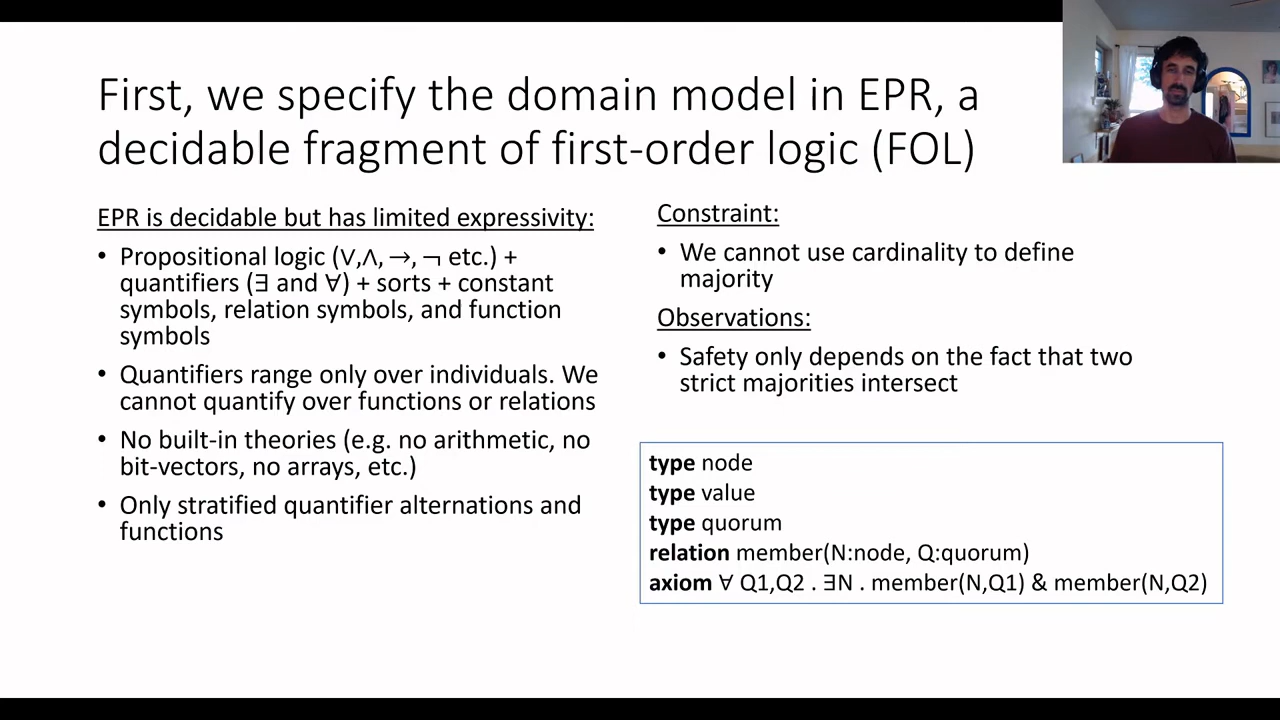 First, we specify the domain model in EPR, a
decidable fragment of first-order logic (FOL)
EPR is decidable but has limited expressivity:
• Propositional logic (∨,∧, →, ¬ etc.) +
quantifiers (∃ and ∀) + sorts + constant
symbols, relation symbols, and function
symbols
• Quantifiers range only over individuals. We
cannot quantify over functions or relations
• No built-in theories (e.g. no arithmetic, no
bit-vectors, no arrays, etc.)
• Only stratified quantifier alternations and
functions
Constraint:
• We cannot use cardinality to define
majority
Observations:
• Safety only depends on the fact that two
strict majorities intersect
type node
type value
type quorum
relation member(N:node, Q:quorum)
axiom ∀ Q1,Q2 . ∃N . member(N,Q1) & member(N,Q2)